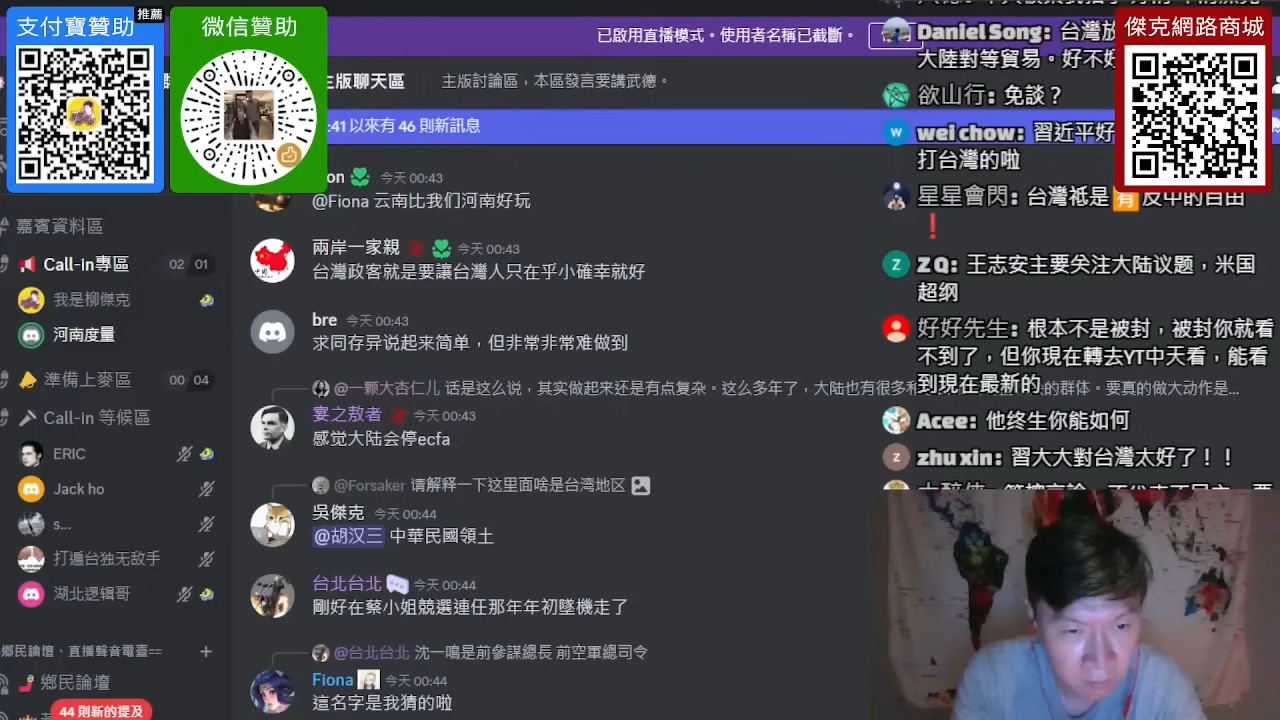 支付寶贊助
推薦
微信贊助
傑克網路商城
已啟用直播模式。使用者名稱已截斷。
主版聊天區
主版討論區，本區發言要講武德。
:41 以來有 46 則新訊息
嘉賓資料區
Call-in專區
02 01
我是柳傑克
河南度量
準備上麥區
00 04
Call-in 等候區
ERIC
Jack ho
s...
打遍台独无敌手
湖北逻辑哥
鄉民論壇、直播聲音電臺==
鄉民論壇
44 則新的提及
on 今天 00:43
@Fiona 云南比我们河南好玩
兩岸一家親 今天 00:43
台灣政客就是要讓台灣人只在乎小確幸就好
bre 今天 00:43
求同存异说起来简单，但非常非常难做到
@一颗大杏仁儿 话是这么说，其实做起来还是有点复杂。这么多年了，大陆也有很多和
的群体。要真的做大动作是...
宴之敖者 今天 00:43
感觉大陆会停ecfa
@Forsaker 请解释一下这里面啥是台湾地区
吳傑克 今天 00:44
@胡汉三 中華民國領土
台北台北 今天 00:44
剛好在蔡小姐競選連任那年年初墜機走了
@台北台北 沈一鳴是前參謀總長 前空軍總司令
Fiona 今天 00:44
這名字是我猜的啦
Daniel Song: 台灣放
大陸對等貿易。好不好
欲山行: 免談？
wei chow: 習近平好
打台灣的啦
星星會閃: 台灣祗是有反中的自由
❗
Z Q: 王志安主要关注大陆议题，米国
超纲
好好先生: 根本不是被封，被封你就看
不到了，但你現在轉去YT中天看，能看
到現在最新的
Acee: 他终生你能如何
zhu xin: 習大大對台灣太好了！！